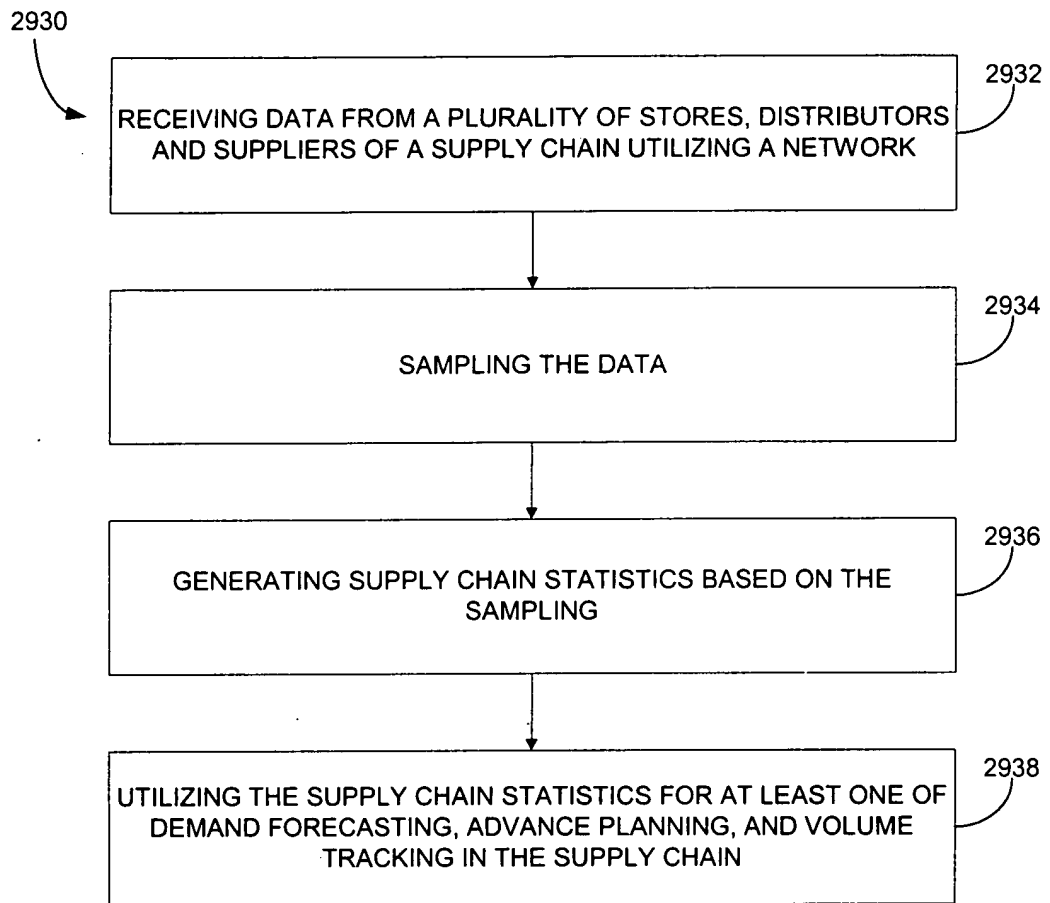 2930
2932
RECEIVING DATA FROM A PLURALITY OF STORES, DISTRIBUTORS
AND SUPPLIERS OF A SUPPLY CHAIN UTILIZING A NETWORK
2934
SAMPLING THE DATA
2936
GENERATING SUPPLY CHAIN STATISTICS BASED ON THE
SAMPLING
2938
UTILIZING THE SUPPLY CHAIN STATISTICS FOR AT LEAST ONE OF
DEMAND FORECASTING, ADVANCE PLANNING, AND VOLUME
TRACKING IN THE SUPPLY CHAIN